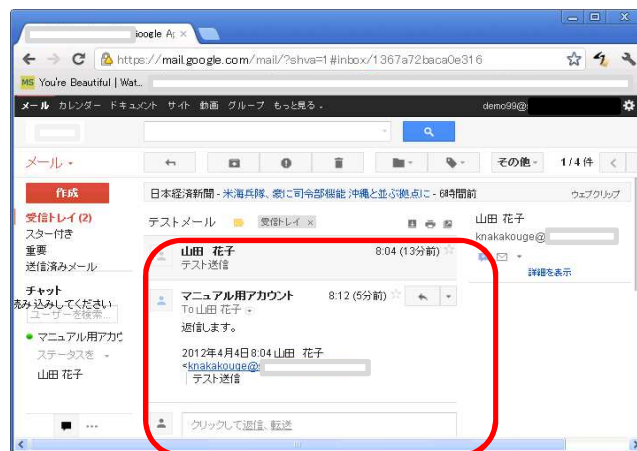 ioogle Ap ×
https://mail.google.com/mail/?shva=1#inbox/1367a72baca0e316
MS You're Beautiful | Wat...
メール カレンダー ドキュメント サイト 動画 グループ もっと見る
demo99@
メール
その他 1/4 件
作成
日本経済新聞 - 米海兵隊、豪に司令部機能 沖縄と並ぶ拠点に - 6時間前 ウェブクリップ
受信トレイ (2)
スター付き
重要
送信済みメール
チャット
読み込みしてください
ユーザーを検索...
マニュアル用アカウ
ステータスを
山田 花子
テストメール 受信トレイ ×
山田 花子 8:04 (13分前)
テスト送信
マニュアル用アカウント 8:12 (5分前)
To 山田 花子
返信します。
2012年4月4日 8:04 山田 花子
<knakakouge@
テスト送信
クリックして返信、転送
山田 花子
knakakouge@
詳細を表示